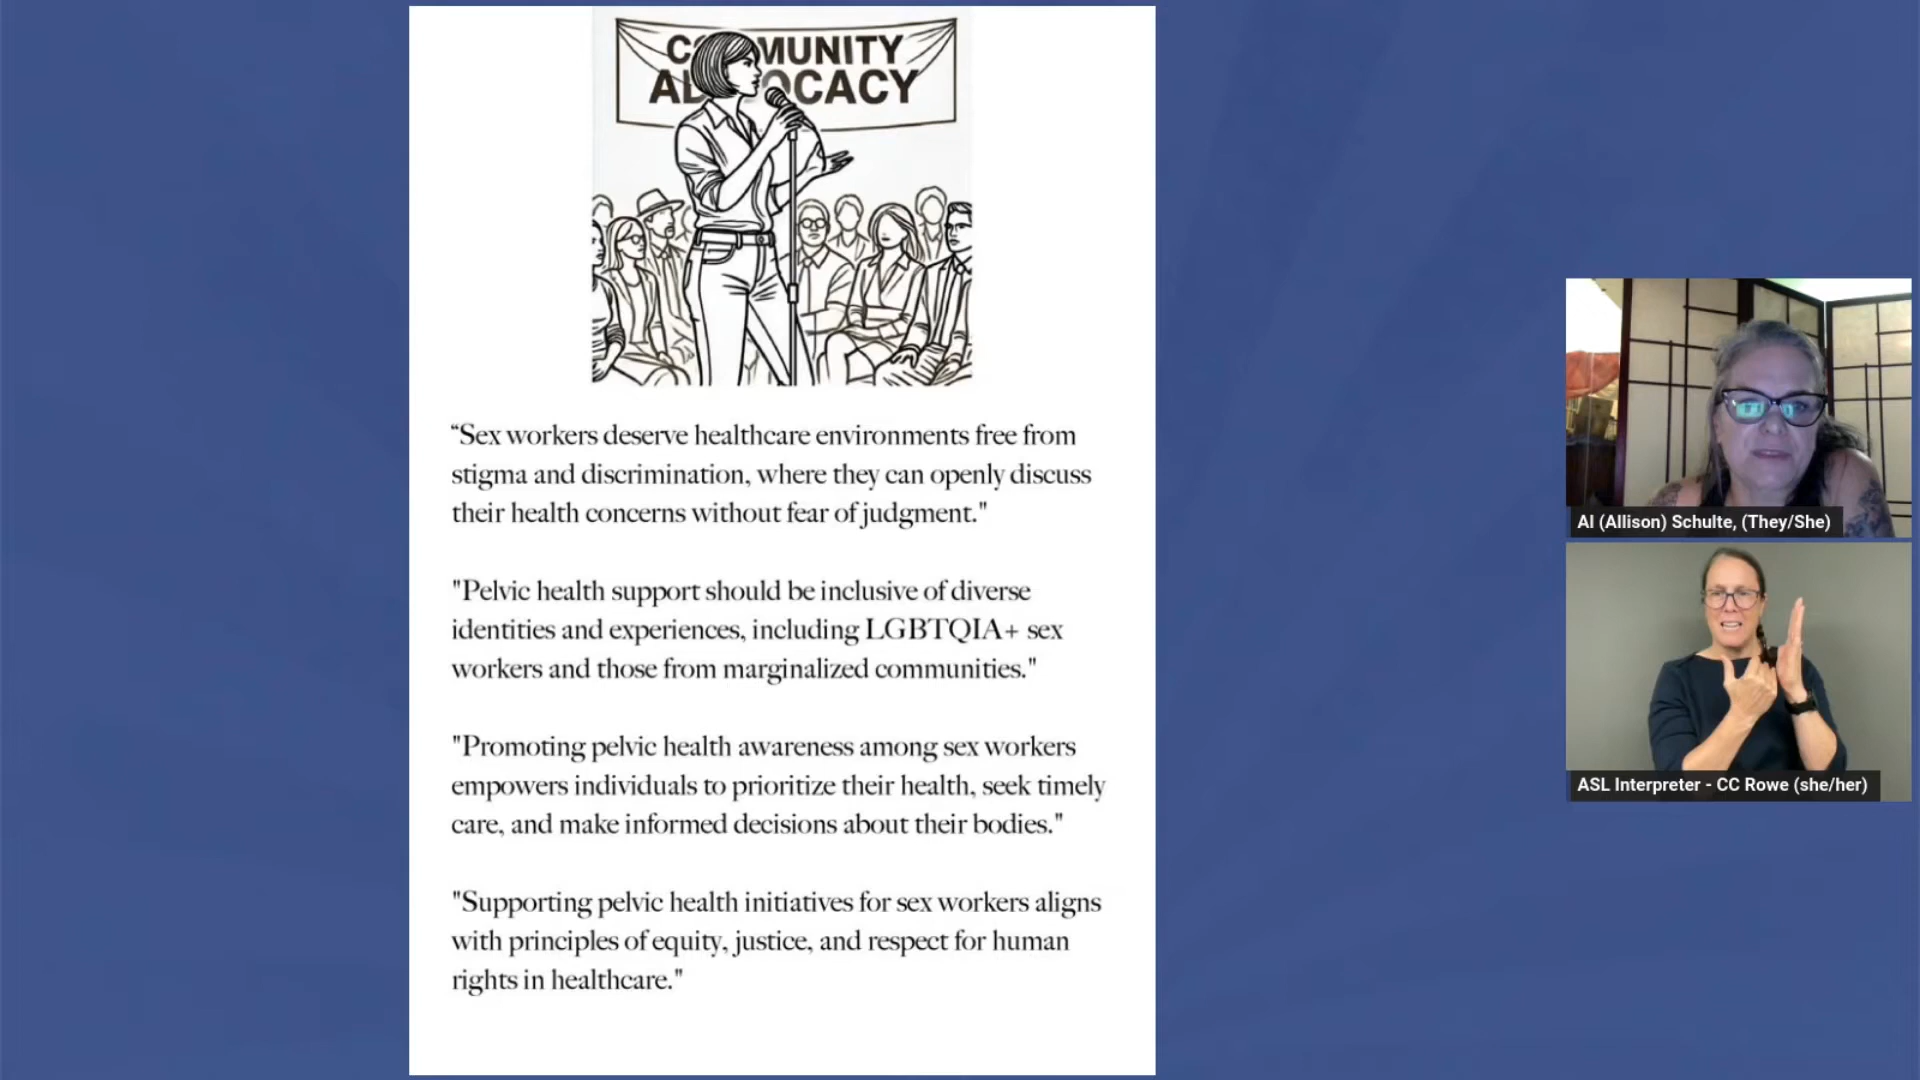 COMMUNITY
ADVOCACY
“Sex workers deserve healthcare environments free from
stigma and discrimination, where they can openly discuss
their health concerns without fear of judgment."
"Pelvic health support should be inclusive of diverse
identities and experiences, including LGBTQIA+ sex
workers and those from marginalized communities."
"Promoting pelvic health awareness among sex workers
empowers individuals to prioritize their health, seek timely
care, and make informed decisions about their bodies."
"Supporting pelvic health initiatives for sex workers aligns
with principles of equity, justice, and respect for human
rights in healthcare."
Al (Allison) Schulte, (They/She)
ASL Interpreter - CC Rowe (she/her)